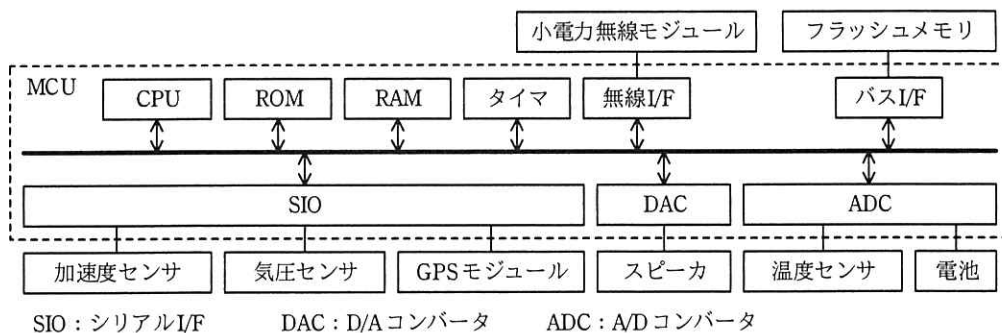 小電力無線モジュール フラッシュメモリ
MCU
CPU ROM RAM タイマ 無線I/F バスI/F
SIO DAC ADC
加速度センサ 気圧センサ GPSモジュール スピーカ 温度センサ 電池
SIO：シリアルI/F DAC：D/Aコンバータ ADC：A/Dコンバータ